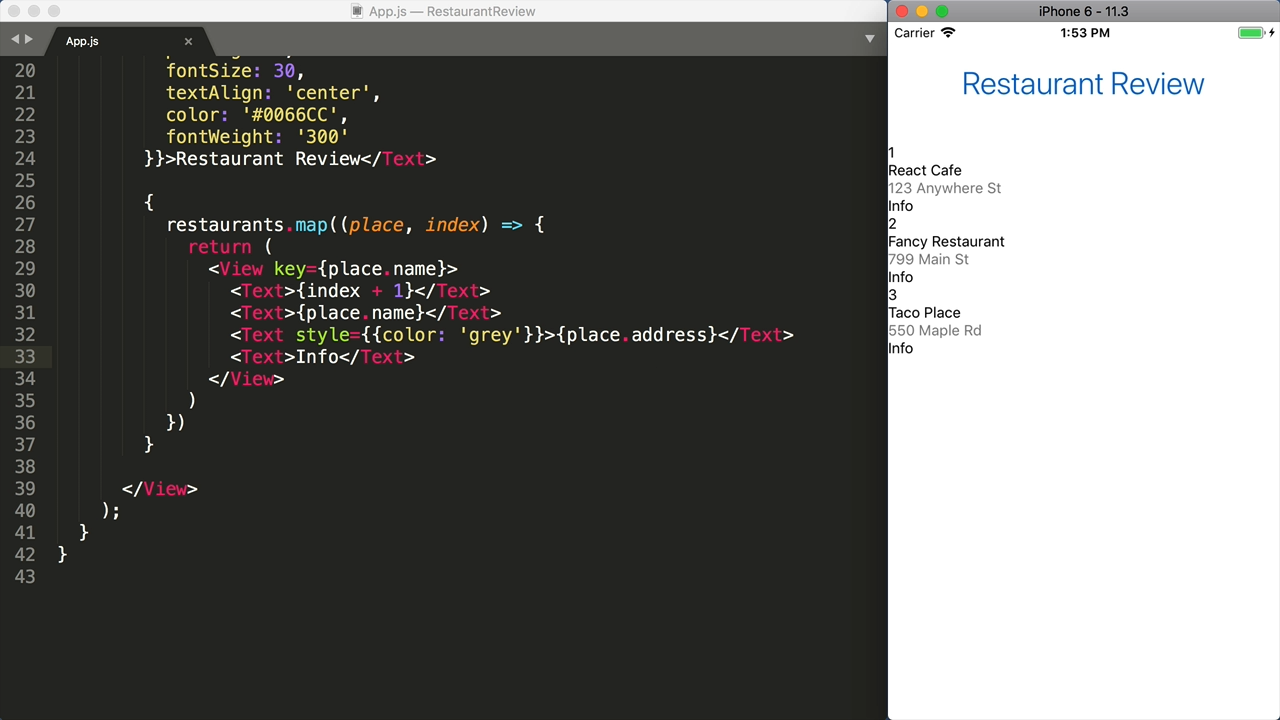 App.js — RestaurantReview
App.js
20 fontSize: 30,
21 textAlign: 'center',
22 color: '#0066CC',
23 fontWeight: '300'
24 }}>Restaurant Review</Text>
25
26 {
27 restaurants.map((place, index) => {
28 return (
29 <View key={place.name}>
30 <Text>{index + 1}</Text>
31 <Text>{place.name}</Text>
32 <Text style={{color: 'grey'}}>{place.address}</Text>
33 <Text>Info</Text>
34 </View>
35 )
36 })
37 }
38
39 </View>
40 );
41 }
42 }
43
iPhone 6 - 11.3
Carrier 1:53 PM
Restaurant Review
1
React Cafe
123 Anywhere St
Info
2
Fancy Restaurant
799 Main St
Info
3
Taco Place
550 Maple Rd
Info